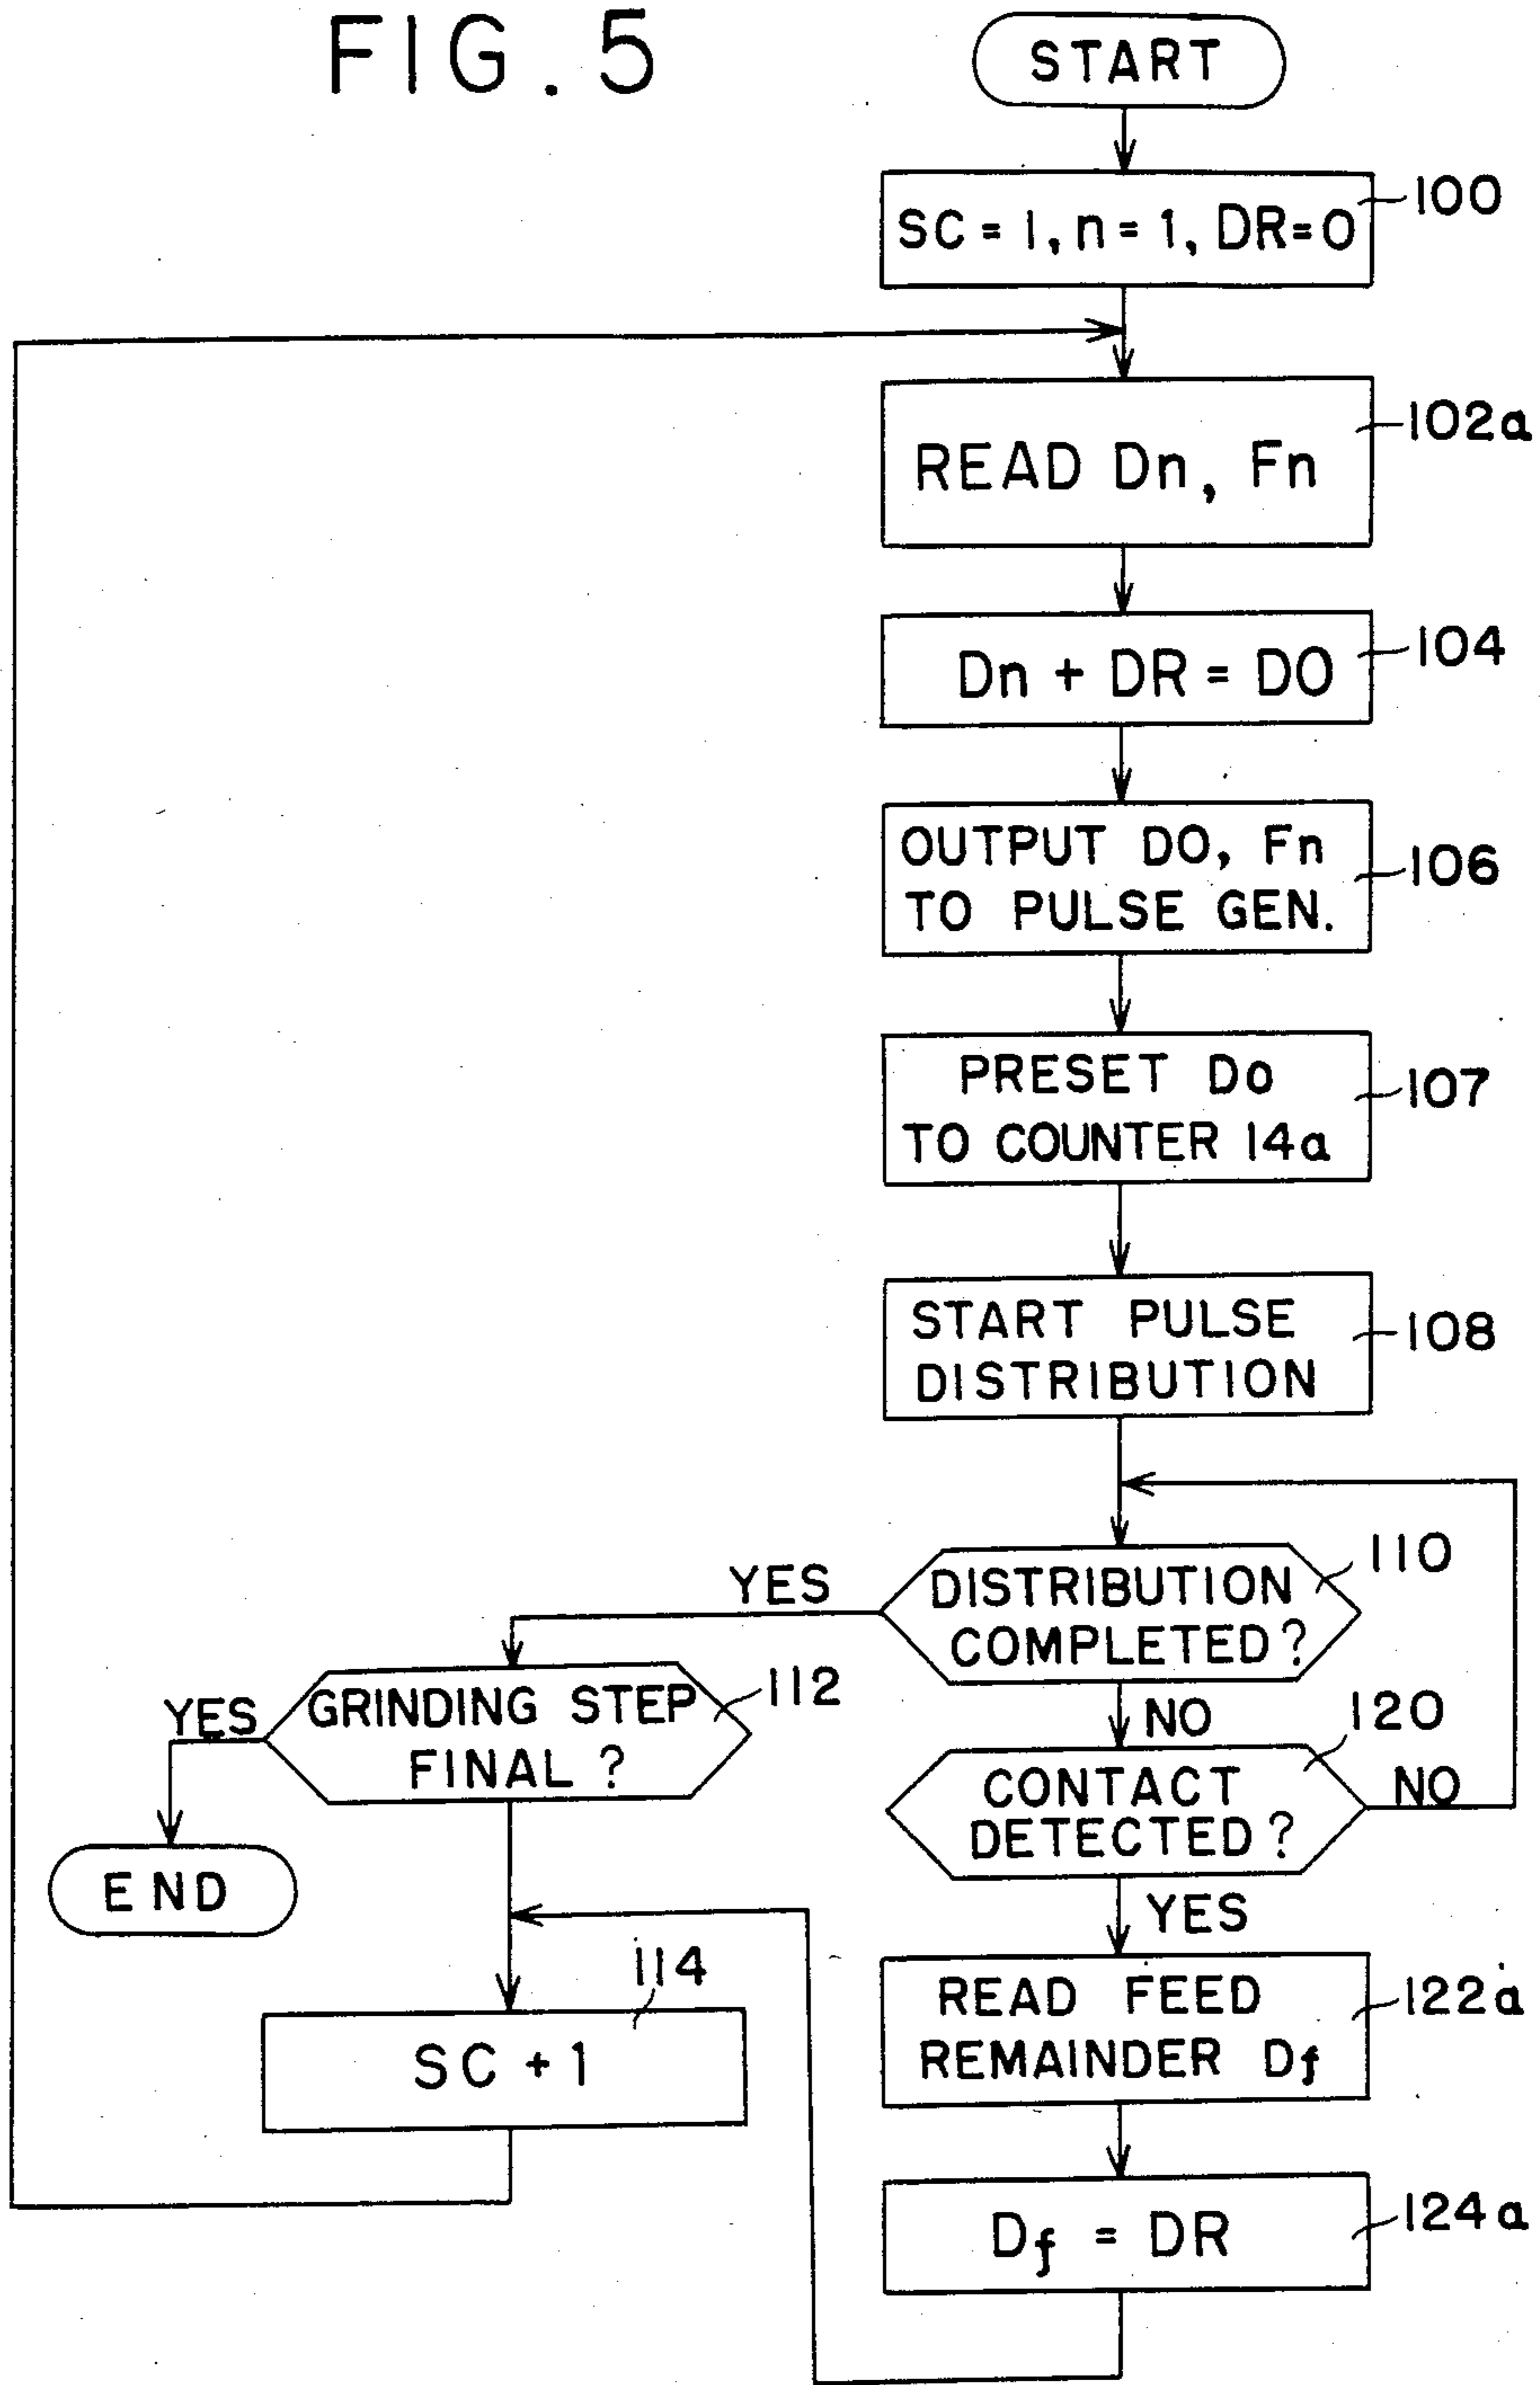 FIG. 5
START
SC = 1, n = 1, DR=0
100
READ Dn, Fn
102a
Dn + DR = DO
104
OUTPUT DO, Fn
TO PULSE GEN.
106
PRESET Do
TO COUNTER 14a
107
START PULSE
DISTRIBUTION
108
DISTRIBUTION
COMPLETED?
110
YES
NO
GRINDING STEP
FINAL?
112
YES
END
CONTACT
DETECTED?
120
NO
YES
114
SC + 1
READ FEED
REMAINDER Df
122a
Df = DR
124a